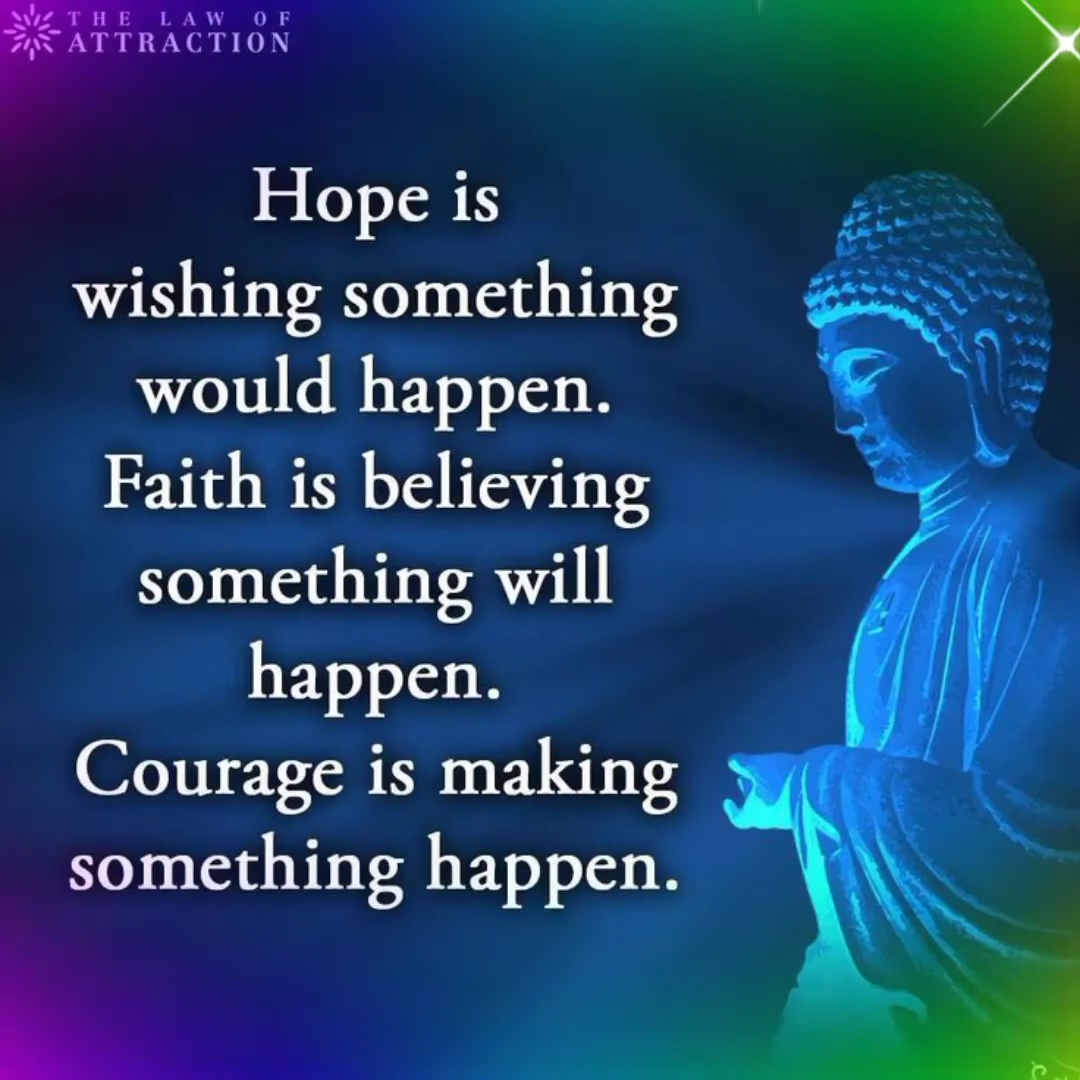 THE LAW OF
ATTRACTION
Hope is
wishing something
would happen.
Faith is believing
something will
happen.
Courage is making
something happen.